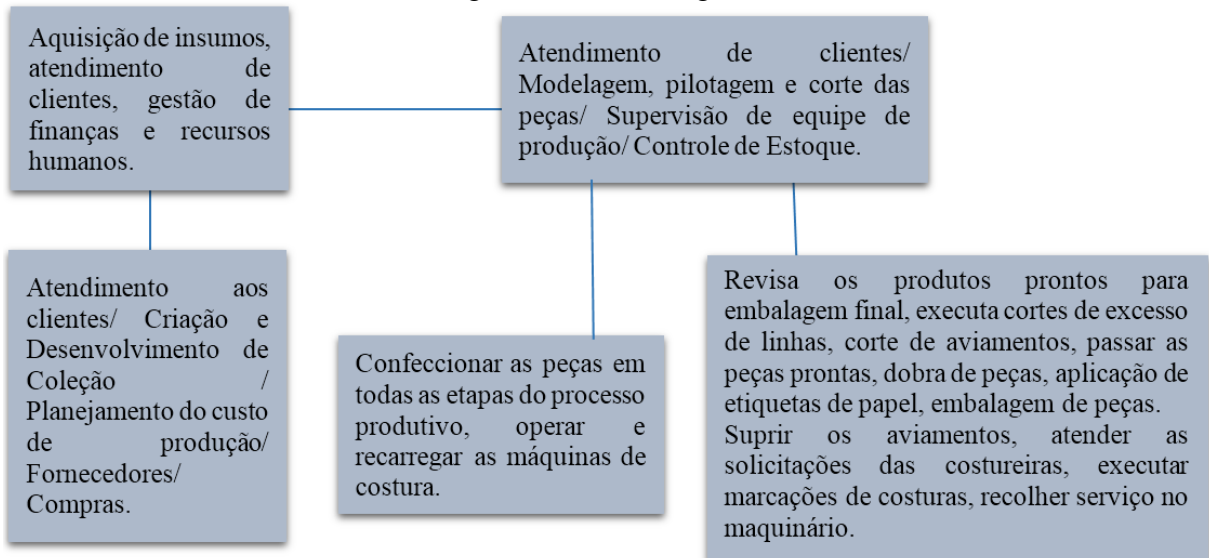 Aquisição de insumos,
atendimento de
clientes, gestão de
finanças e recursos
humanos.
Atendimento de clientes/
Modelagem, pilotagem e corte das
peças/ Supervisão de equipe de
produção/ Controle de Estoque.
Atendimento aos
clientes/ Criação e
Desenvolvimento de
Coleção /
Planejamento do custo
de produção/
Fornecedores/
Compras.
Confeccionar as peças em
todas as etapas do processo
produtivo, operar e
recarregar as máquinas de
costura.
Revisa os produtos prontos para
embalagem final, executa cortes de excesso
de linhas, corte de aviamentos, passar as
peças prontas, dobra de peças, aplicação de
etiquetas de papel, embalagem de peças.
Suprir os aviamentos, atender as
solicitações das costureiras, executar
marcações de costuras, recolher serviço no
maquinário.